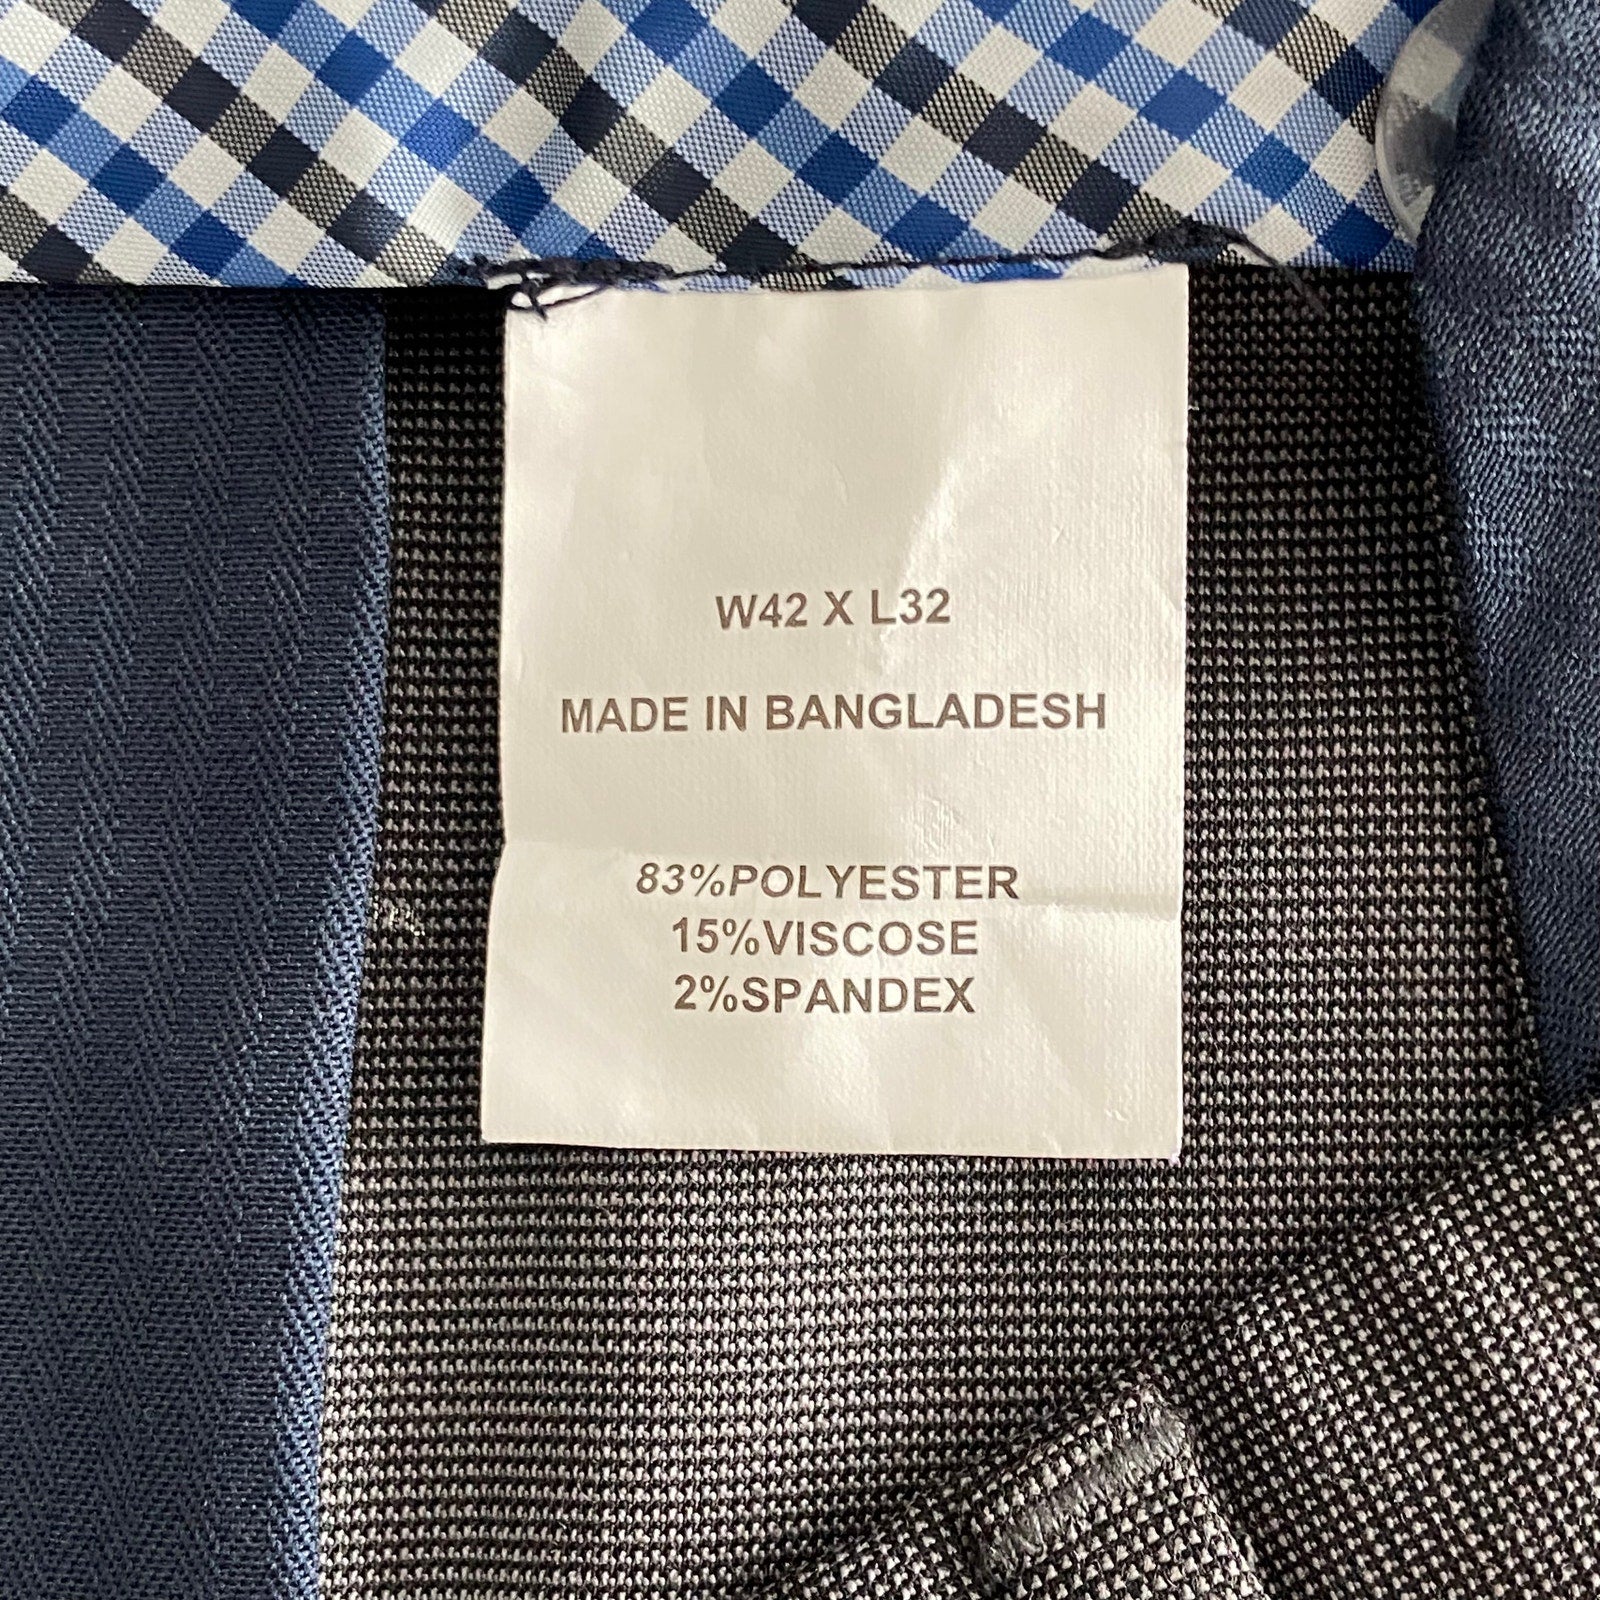 W42 X L32
MADE IN BANGLADESH
83%POLYESTER
15%VISCOSE
2%SPANDEX